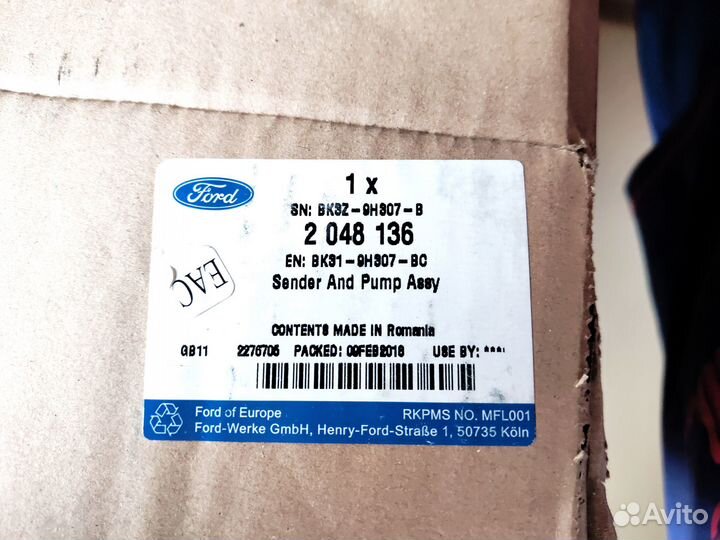 Ford
1 x
SN: BK3Z-9H307-B
2 048 136
EN: BK31-9H307-BC
Sender And Pump Assy
EAC
CONTENTS MADE IN Romania
GB11 2276705 PACKED: 09FEB2018 USE BY: ***
Ford of Europe RKPMS NO. MFL001
Ford-Werke GmbH, Henry-Ford-Straße 1, 50735 Köln
Avito